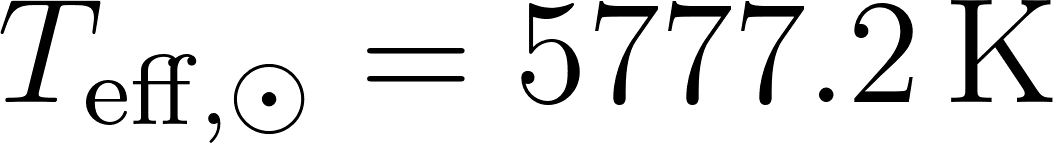 T_eff,⊙ = 5777.2 K